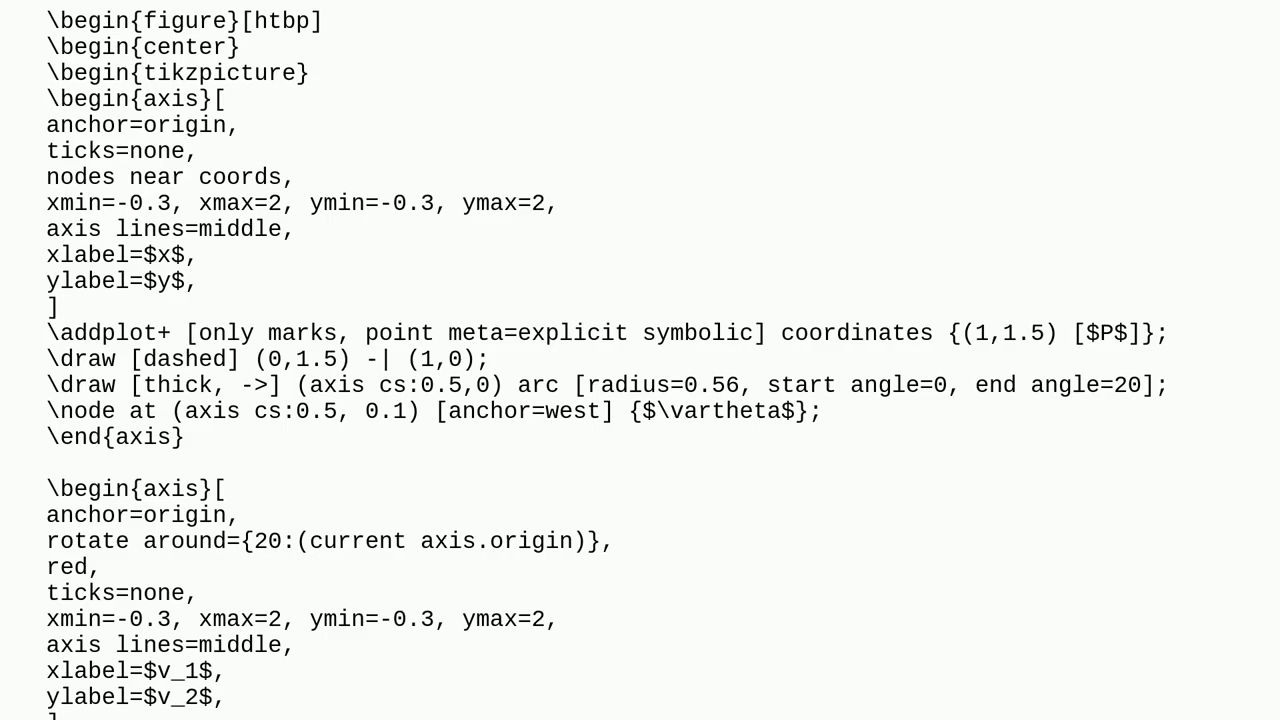 \begin{figure}[htbp]
\begin{center}
\begin{tikzpicture}
\begin{axis}[
anchor=origin,
ticks=none,
nodes near coords,
xmin=-0.3, xmax=2, ymin=-0.3, ymax=2,
axis lines=middle,
xlabel=$x$,
ylabel=$y$,
]
\addplot+ [only marks, point meta=explicit symbolic] coordinates {(1,1.5) [$P$]};
\draw [dashed] (0,1.5) -| (1,0);
\draw [thick, ->] (axis cs:0.5,0) arc [radius=0.56, start angle=0, end angle=20];
\node at (axis cs:0.5, 0.1) [anchor=west] {$\vartheta$};
\end{axis}

\begin{axis}[
anchor=origin,
rotate around={20:(current axis.origin)},
red,
ticks=none,
xmin=-0.3, xmax=2, ymin=-0.3, ymax=2,
axis lines=middle,
xlabel=$v_1$,
ylabel=$v_2$,
]